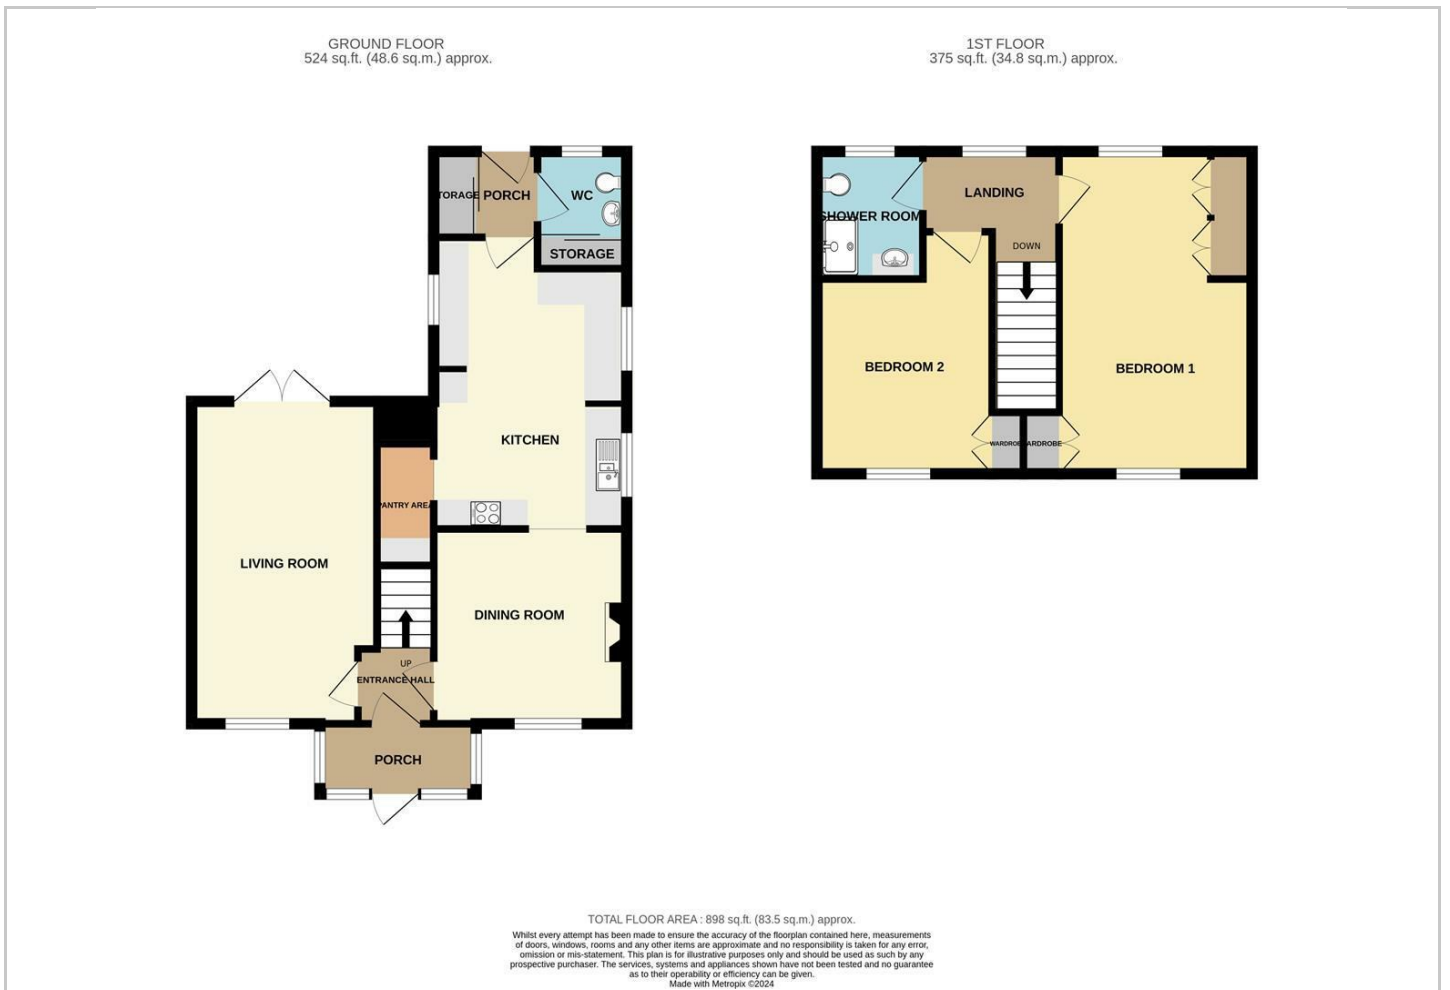 GROUND FLOOR
524 sq.ft. (48.6 sq.m.) approx.
1ST FLOOR
375 sq.ft. (34.8 sq.m.) approx.
TORAGE
PORCH
WC
STORAGE
KITCHEN
PANTRY AREA
LIVING ROOM
DINING ROOM
UP
ENTRANCE HALL
PORCH
LANDING
SHOWER ROOM
DOWN
BEDROOM 2
BEDROOM 1
WARDROBE
ARDROBE
TOTAL FLOOR AREA : 898 sq.ft. (83.5 sq.m.) approx.
Whilst every attempt has been made to ensure the accuracy of the floorplan contained here, measurements
of doors, windows, rooms and any other items are approximate and no responsibility is taken for any error,
omission or mis-statement. This plan is for illustrative purposes only and should be used as such by any
prospective purchaser. The services, systems and appliances shown have not been tested and no guarantee
as to their operability or efficiency can be given.
Made with Metropix ©2024